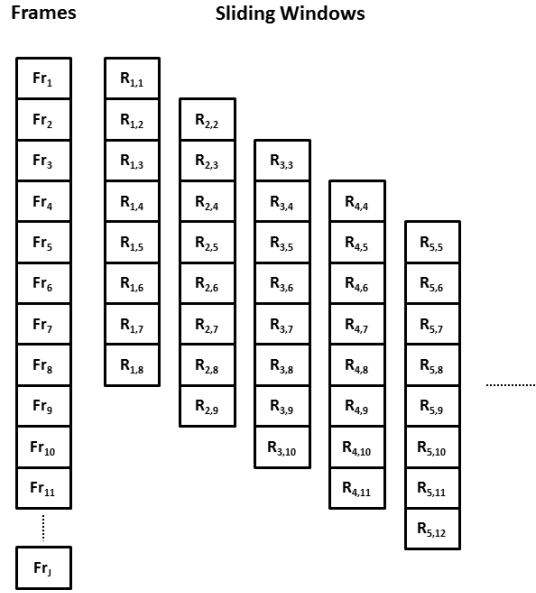 Frames Sliding Windows
Fr1 R1,1
Fr2 R1,2 R2,2
Fr3 R1,3 R2,3 R3,3
Fr4 R1,4 R2,4 R3,4 R4,4
Fr5 R1,5 R2,5 R3,5 R4,5 R5,5
Fr6 R1,6 R2,6 R3,6 R4,6 R5,6
Fr7 R1,7 R2,7 R3,7 R4,7 R5,7
Fr8 R1,8 R2,8 R3,8 R4,8 R5,8
Fr9 R2,9 R3,9 R4,9 R5,9
Fr10 R3,10 R4,10 R5,10
Fr11 R4,11 R5,11
R5,12
FrJ